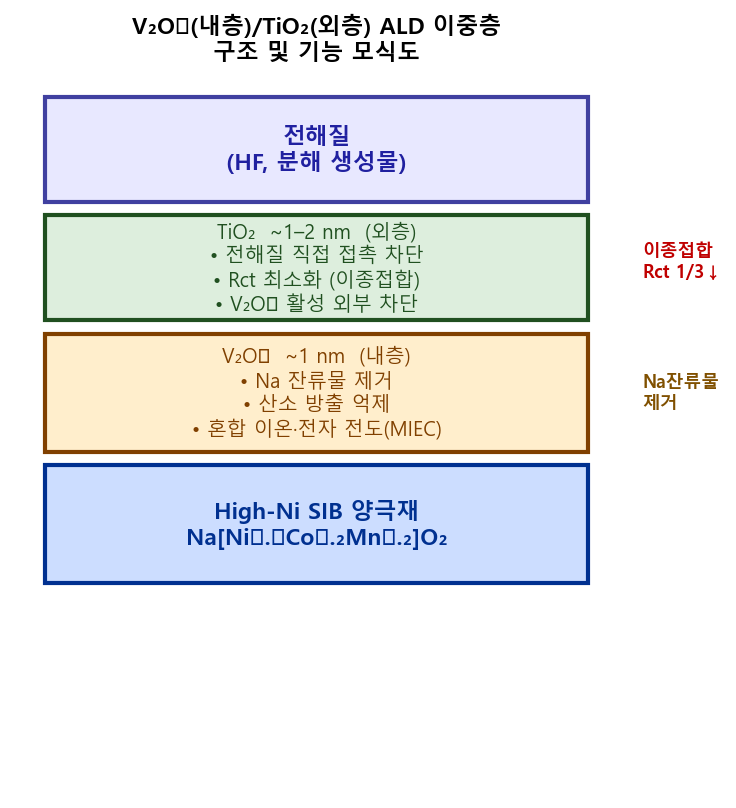 V₂O▯(내층)/TiO₂(외층) ALD 이중층
구조 및 기능 모식도
전해질
(HF, 분해 생성물)
TiO₂ ~1–2 nm (외층)
• 전해질 직접 접촉 차단
• Rct 최소화 (이종접합)
• V₂O▯ 활성 외부 차단
이종접합
Rct 1/3↓
V₂O▯ ~1 nm (내층)
• Na 잔류물 제거
• 산소 방출 억제
• 혼합 이온·전자 전도(MIEC)
Na잔류물
제거
High-Ni SIB 양극재
Na[Ni▯.▯Co▯.₂Mn▯.₂]O₂